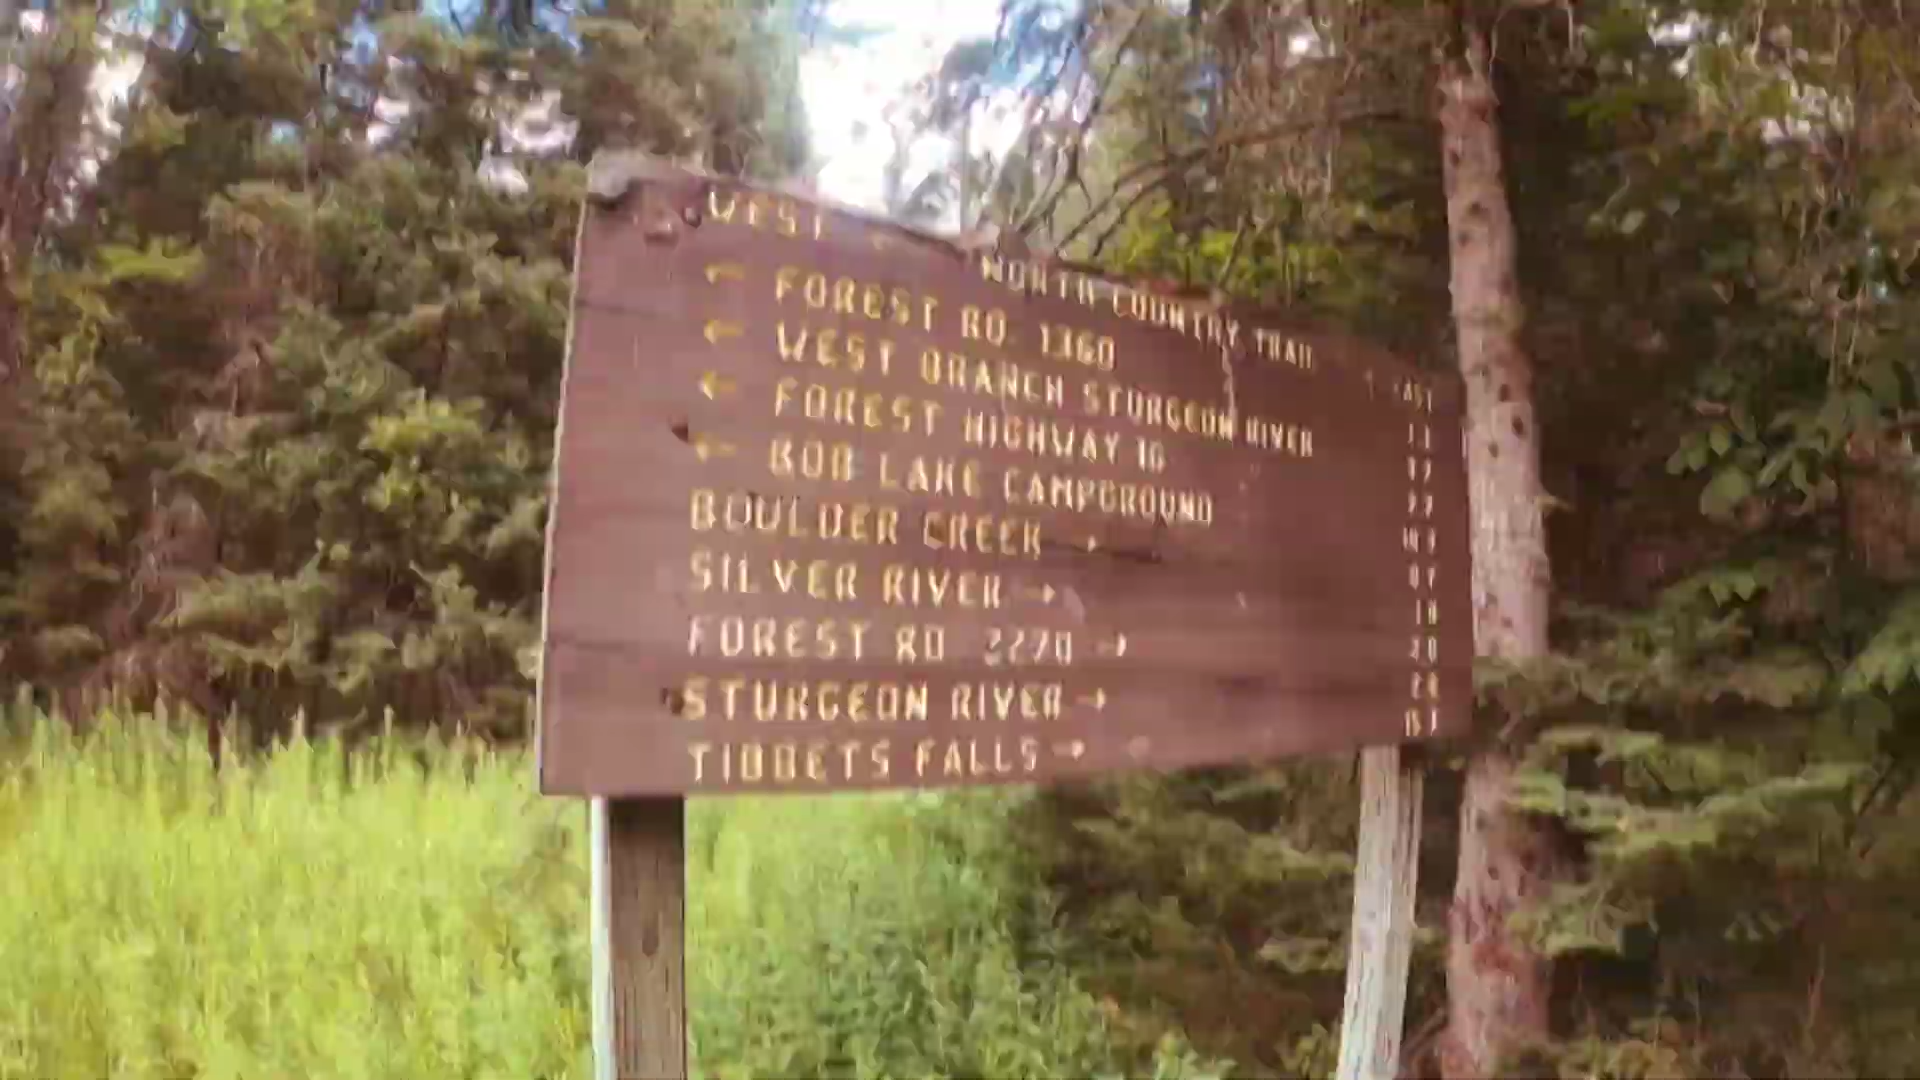 WEST ← NORTH COUNTRY TRAIL → EAST
← FOREST RD. 1360
← WEST BRANCH STURGEON RIVER
← FOREST HIGHWAY 16
← BOB LAKE CAMPGROUND
BOULDER CREEK →
SILVER RIVER →
FOREST RD 2270 →
STURGEON RIVER →
TIBBETS FALLS →